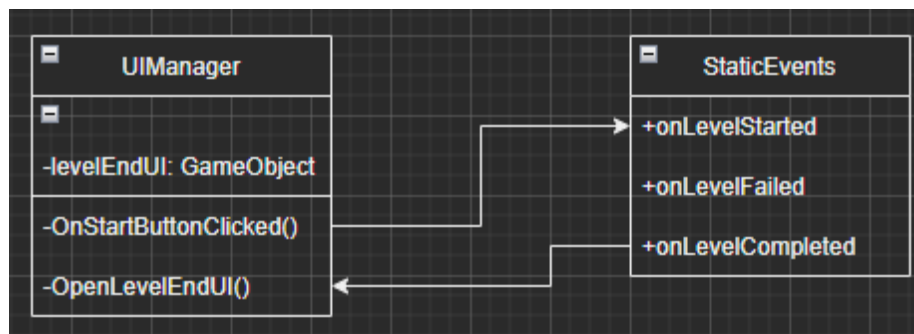 UIManager
-levelEndUI: GameObject
-OnStartButtonClicked()
-OpenLevelEndUI()
StaticEvents
+onLevelStarted
+onLevelFailed
+onLevelCompleted